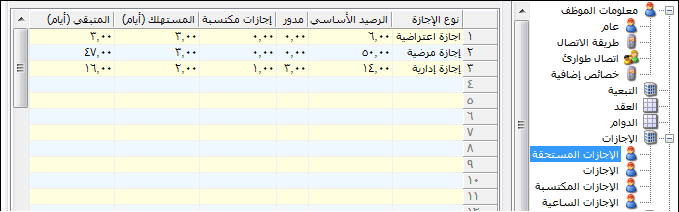 معلومات الموظف
عام
طريقة الاتصال
اتصال طوارئ
خصائص إضافية
التبعية
العقد
الدوام
الإجازات
الإجازات المستحقة
الإجازات
الإجازات المكتسبة
الإجازات الساعية
نوع الإجازة الرصيد الأساسي مدور إجازات مكتسبة المستهلك (أيام) المتبقي (أيام)
١ اجازة اعتراضية ٦,٠٠ ٠,٠٠ ٠,٠٠ ٣,٠٠ ٣,٠٠
٢ إجازة مرضية ٥٠,٠٠ ٠,٠٠ ٠,٠٠ ٣,٠٠ ٤٧,٠٠
٣ إجازة إدارية ١٤,٠٠ ٣,٠٠ ١,٠٠ ٢,٠٠ ١٦,٠٠
٤
٥
٦
٧
٨
٩
١٠
١١
١٢